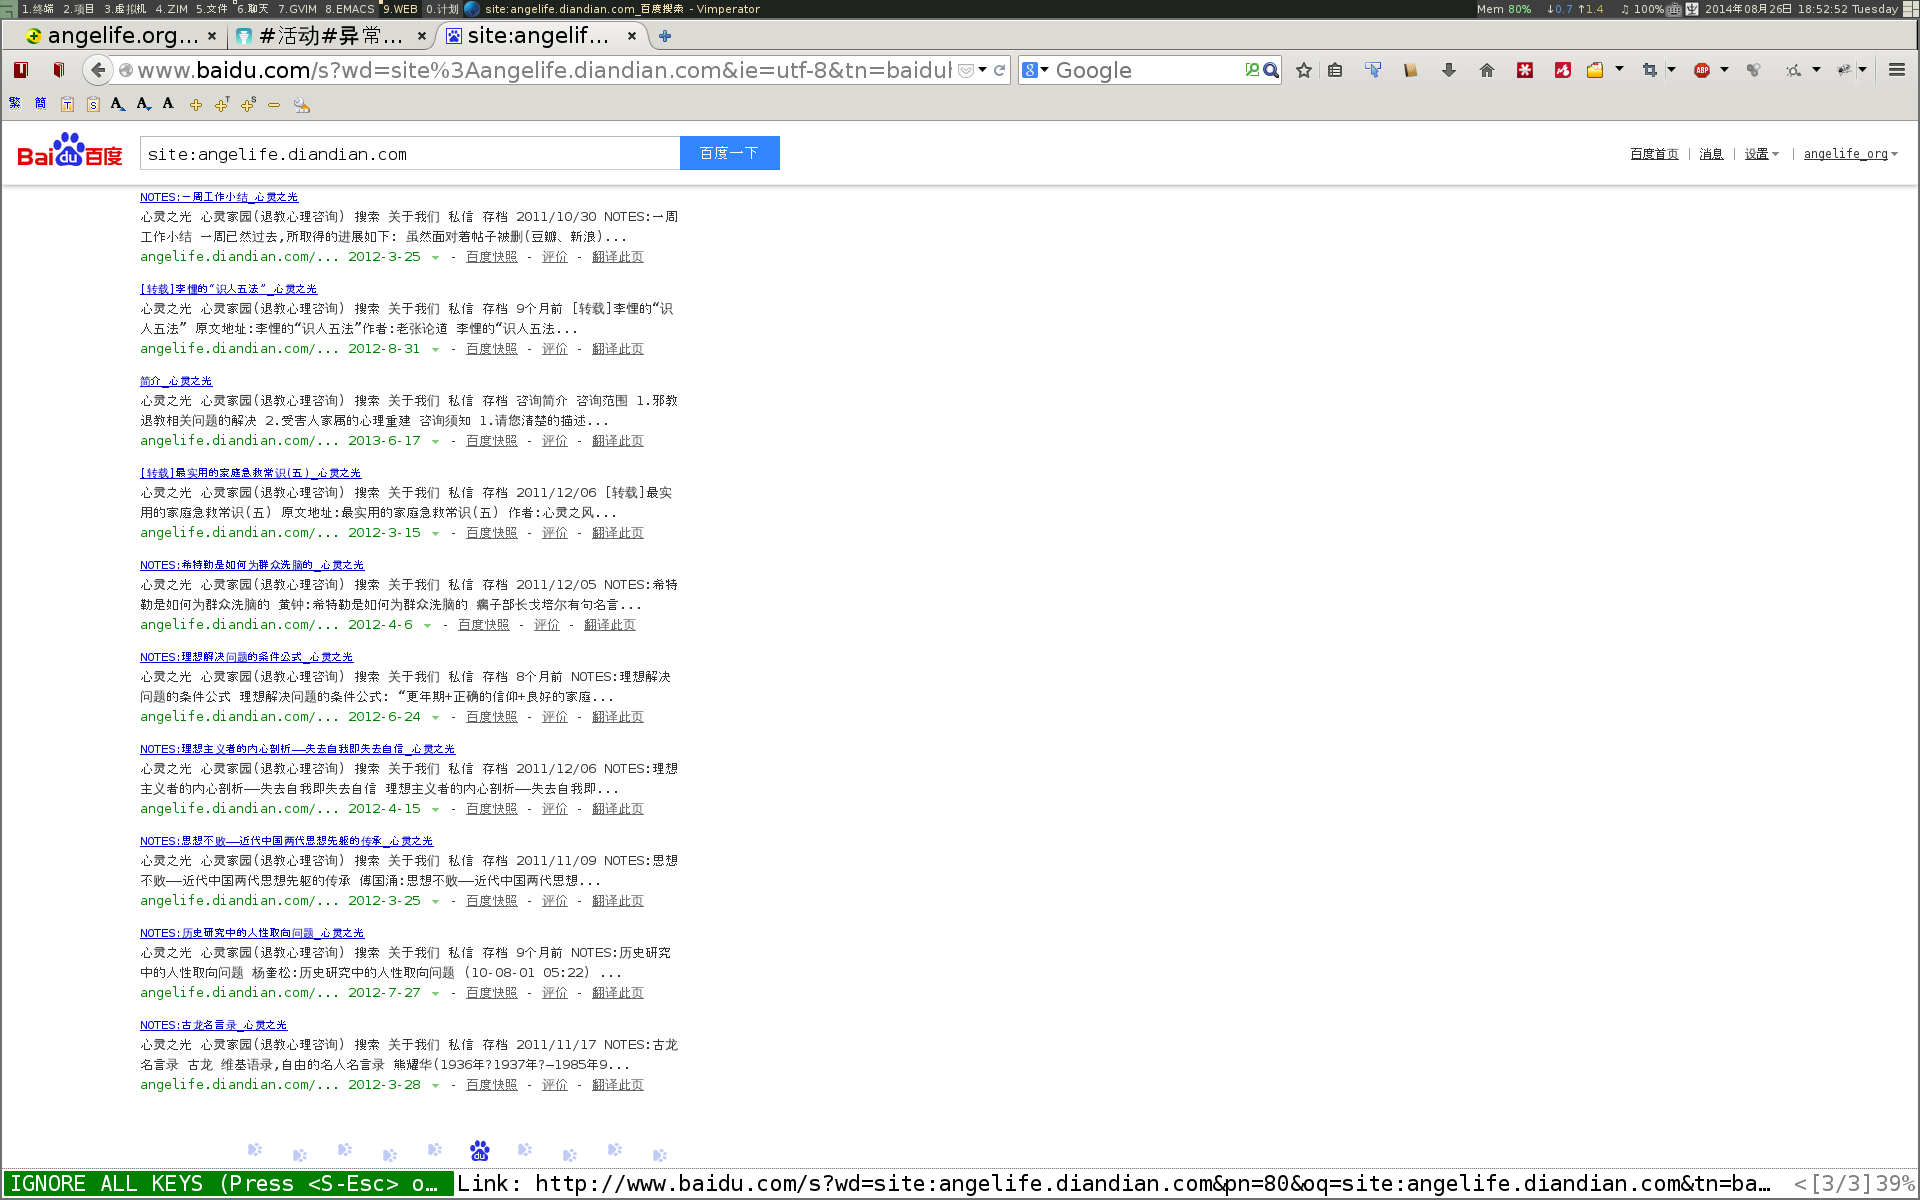 1.终端 2.项目 3.虚拟机 4.ZIM 5.文件 6.聊天 7.GVIM 8.EMACS 9.WEB 0.计划 site:angelife.diandian.com_百度搜索 - Vimperator Mem 80% ↓0.7 ↑1.4 ♫ 100% 2014年08月26日 18:52:52 Tuesday
angelife.org... × #活动#异常... × site:angelif... ×
www.baidu.com/s?wd=site%3Aangelife.diandian.com&ie=utf-8&tn=baidul Google
繁 簡
Bai du 百度 site:angelife.diandian.com 百度一下 百度首页 | 消息 | 设置 | angelife_org
NOTES:一周工作小结_心灵之光
心灵之光 心灵家园(退教心理咨询) 搜索 关于我们 私信 存档 2011/10/30 NOTES:一周
工作小结 一周已然过去,所取得的进展如下: 虽然面对着帖子被删(豆瓣、新浪)...
angelife.diandian.com/... 2012-3-25 - 百度快照 - 评价 - 翻译此页
[转载]李悝的“识人五法”_心灵之光
心灵之光 心灵家园(退教心理咨询) 搜索 关于我们 私信 存档 9个月前 [转载]李悝的“识
人五法” 原文地址:李悝的“识人五法”作者:老张论道 李悝的“识人五法...
angelife.diandian.com/... 2012-8-31 - 百度快照 - 评价 - 翻译此页
简介_心灵之光
心灵之光 心灵家园(退教心理咨询) 搜索 关于我们 私信 存档 咨询简介 咨询范围 1.邪教
退教相关问题的解决 2.受害人家属的心理重建 咨询须知 1.请您清楚的描述...
angelife.diandian.com/... 2013-6-17 - 百度快照 - 评价 - 翻译此页
[转载]最实用的家庭急救常识(五)_心灵之光
心灵之光 心灵家园(退教心理咨询) 搜索 关于我们 私信 存档 2011/12/06 [转载]最实
用的家庭急救常识(五) 原文地址:最实用的家庭急救常识(五) 作者:心灵之风...
angelife.diandian.com/... 2012-3-15 - 百度快照 - 评价 - 翻译此页
NOTES:希特勒是如何为群众洗脑的_心灵之光
心灵之光 心灵家园(退教心理咨询) 搜索 关于我们 私信 存档 2011/12/05 NOTES:希特
勒是如何为群众洗脑的 黄钟:希特勒是如何为群众洗脑的 瘸子部长戈培尔有句名言...
angelife.diandian.com/... 2012-4-6 - 百度快照 - 评价 - 翻译此页
NOTES:理想解决问题的条件公式_心灵之光
心灵之光 心灵家园(退教心理咨询) 搜索 关于我们 私信 存档 8个月前 NOTES:理想解决
问题的条件公式 理想解决问题的条件公式: “更年期+正确的信仰+良好的家庭...
angelife.diandian.com/... 2012-6-24 - 百度快照 - 评价 - 翻译此页
NOTES:理想主义者的内心剖析——失去自我即失去自信_心灵之光
心灵之光 心灵家园(退教心理咨询) 搜索 关于我们 私信 存档 2011/12/06 NOTES:理想
主义者的内心剖析——失去自我即失去自信 理想主义者的内心剖析——失去自我即...
angelife.diandian.com/... 2012-4-15 - 百度快照 - 评价 - 翻译此页
NOTES:思想不败——近代中国两代思想先躯的传承_心灵之光
心灵之光 心灵家园(退教心理咨询) 搜索 关于我们 私信 存档 2011/11/09 NOTES:思想
不败——近代中国两代思想先躯的传承 傅国涌:思想不败——近代中国两代思想...
angelife.diandian.com/... 2012-3-25 - 百度快照 - 评价 - 翻译此页
NOTES:历史研究中的人性取向问题_心灵之光
心灵之光 心灵家园(退教心理咨询) 搜索 关于我们 私信 存档 9个月前 NOTES:历史研究
中的人性取向问题 杨奎松:历史研究中的人性取向问题 (10-08-01 05:22) ...
angelife.diandian.com/... 2012-7-27 - 百度快照 - 评价 - 翻译此页
NOTES:古龙名言录_心灵之光
心灵之光 心灵家园(退教心理咨询) 搜索 关于我们 私信 存档 2011/11/17 NOTES:古龙
名言录 古龙 维基语录,自由的名人名言录 熊耀华(1936年?1937年?—1985年9...
angelife.diandian.com/... 2012-3-28 - 百度快照 - 评价 - 翻译此页
du
IGNORE ALL KEYS (Press <S-Esc> o… Link: http://www.baidu.com/s?wd=site:angelife.diandian.com&pn=80&oq=site:angelife.diandian.com&tn=ba… <[3/3]39%